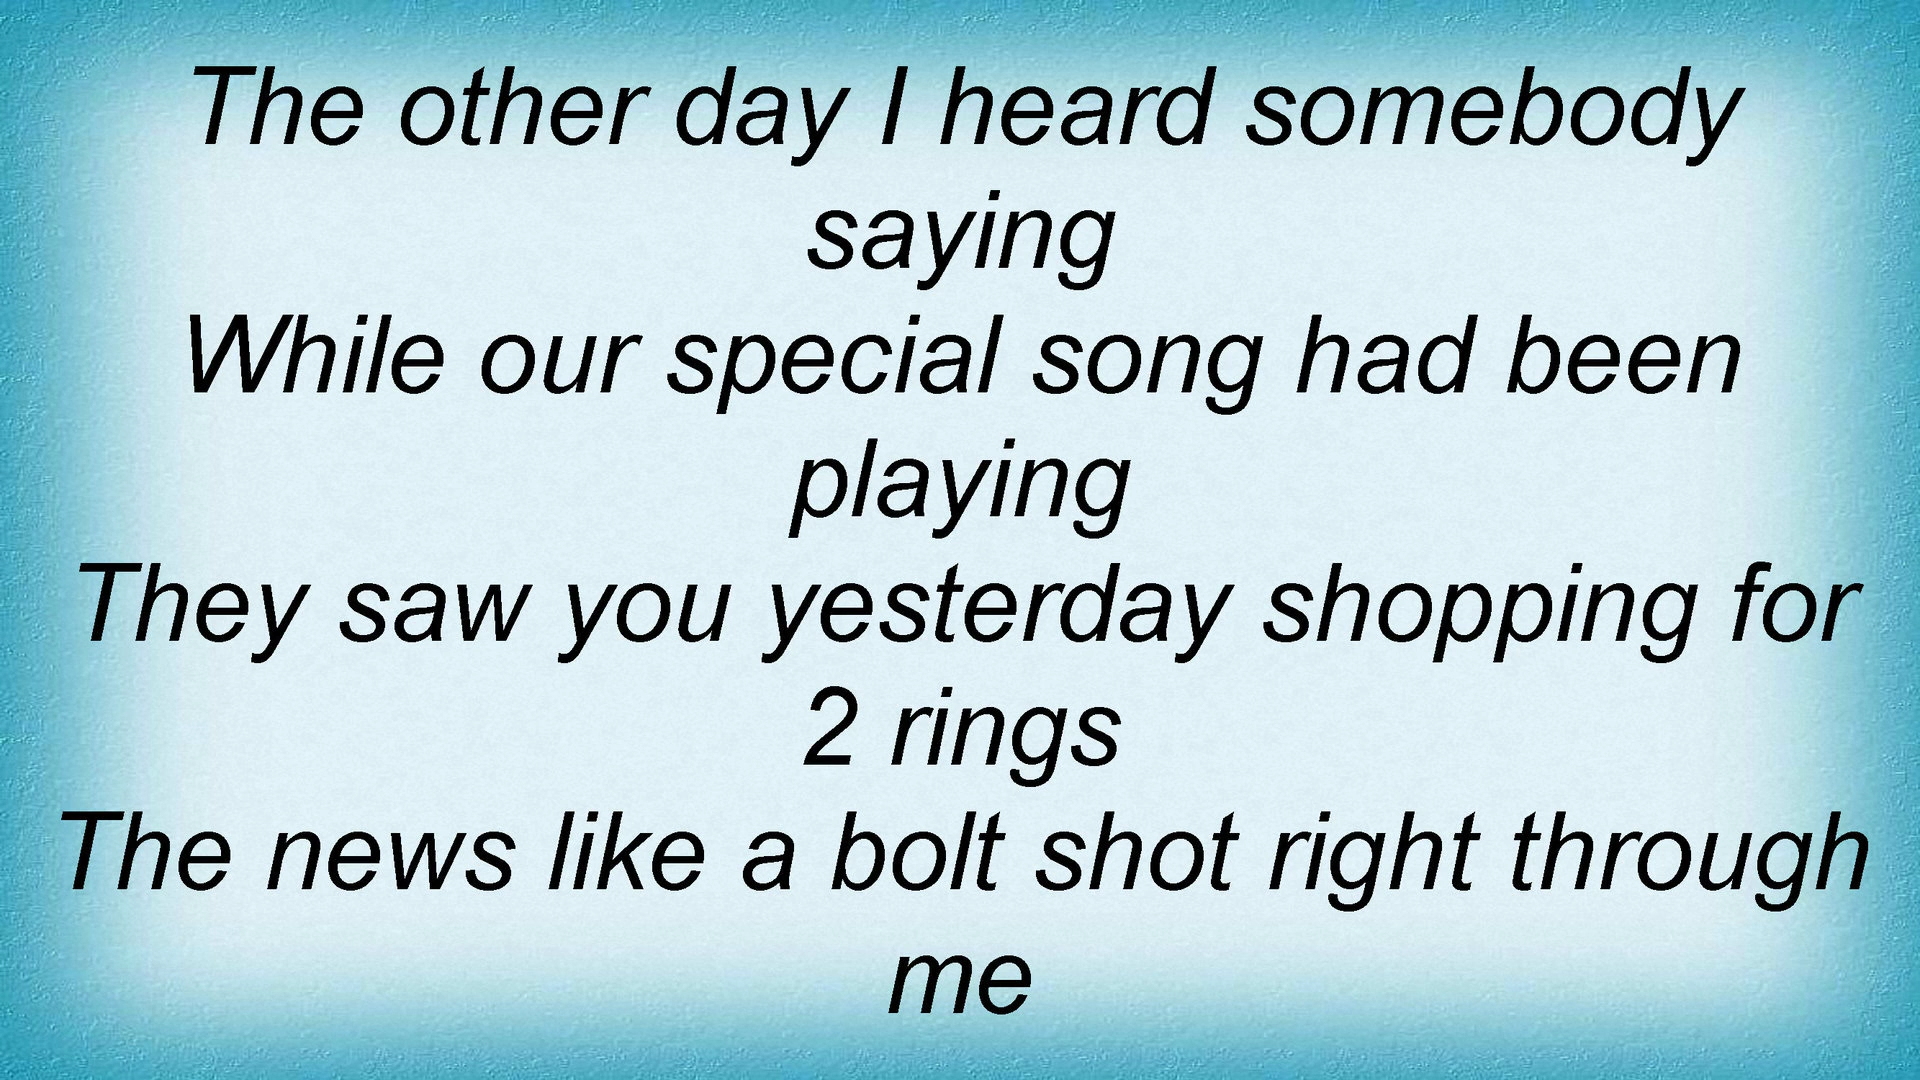 The other day I heard somebody
saying
While our special song had been
playing
They saw you yesterday shopping for
2 rings
The news like a bolt shot right through
me